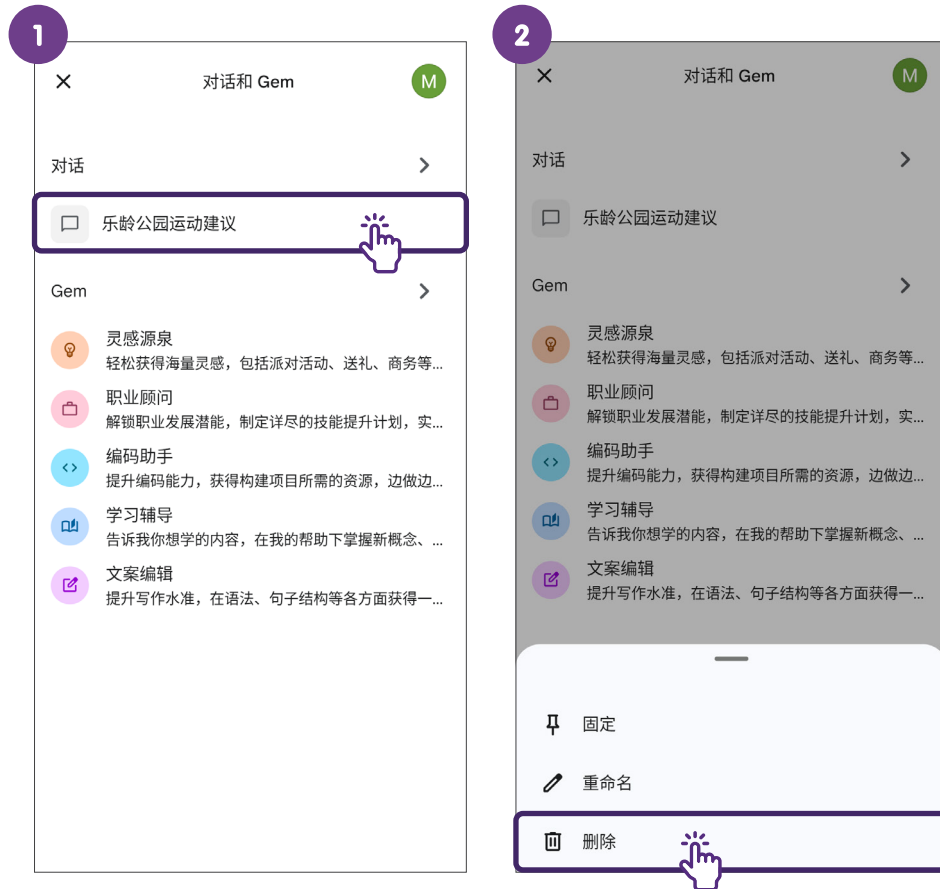 1
对话和 Gem
M
对话
乐龄公园运动建议
Gem
灵感源泉
轻松获得海量灵感，包括派对活动、送礼、商务等...
职业顾问
解锁职业发展潜能，制定详尽的技能提升计划，实...
编码助手
提升编码能力，获得构建项目所需的资源，边做边...
学习辅导
告诉我你想学的内容，在我的帮助下掌握新概念、...
文案编辑
提升写作水准，在语法、句子结构等各方面获得一...
2
对话和 Gem
M
对话
乐龄公园运动建议
Gem
灵感源泉
轻松获得海量灵感，包括派对活动、送礼、商务等...
职业顾问
解锁职业发展潜能，制定详尽的技能提升计划，实...
编码助手
提升编码能力，获得构建项目所需的资源，边做边...
学习辅导
告诉我你想学的内容，在我的帮助下掌握新概念、...
文案编辑
提升写作水准，在语法、句子结构等各方面获得一...
固定
重命名
删除